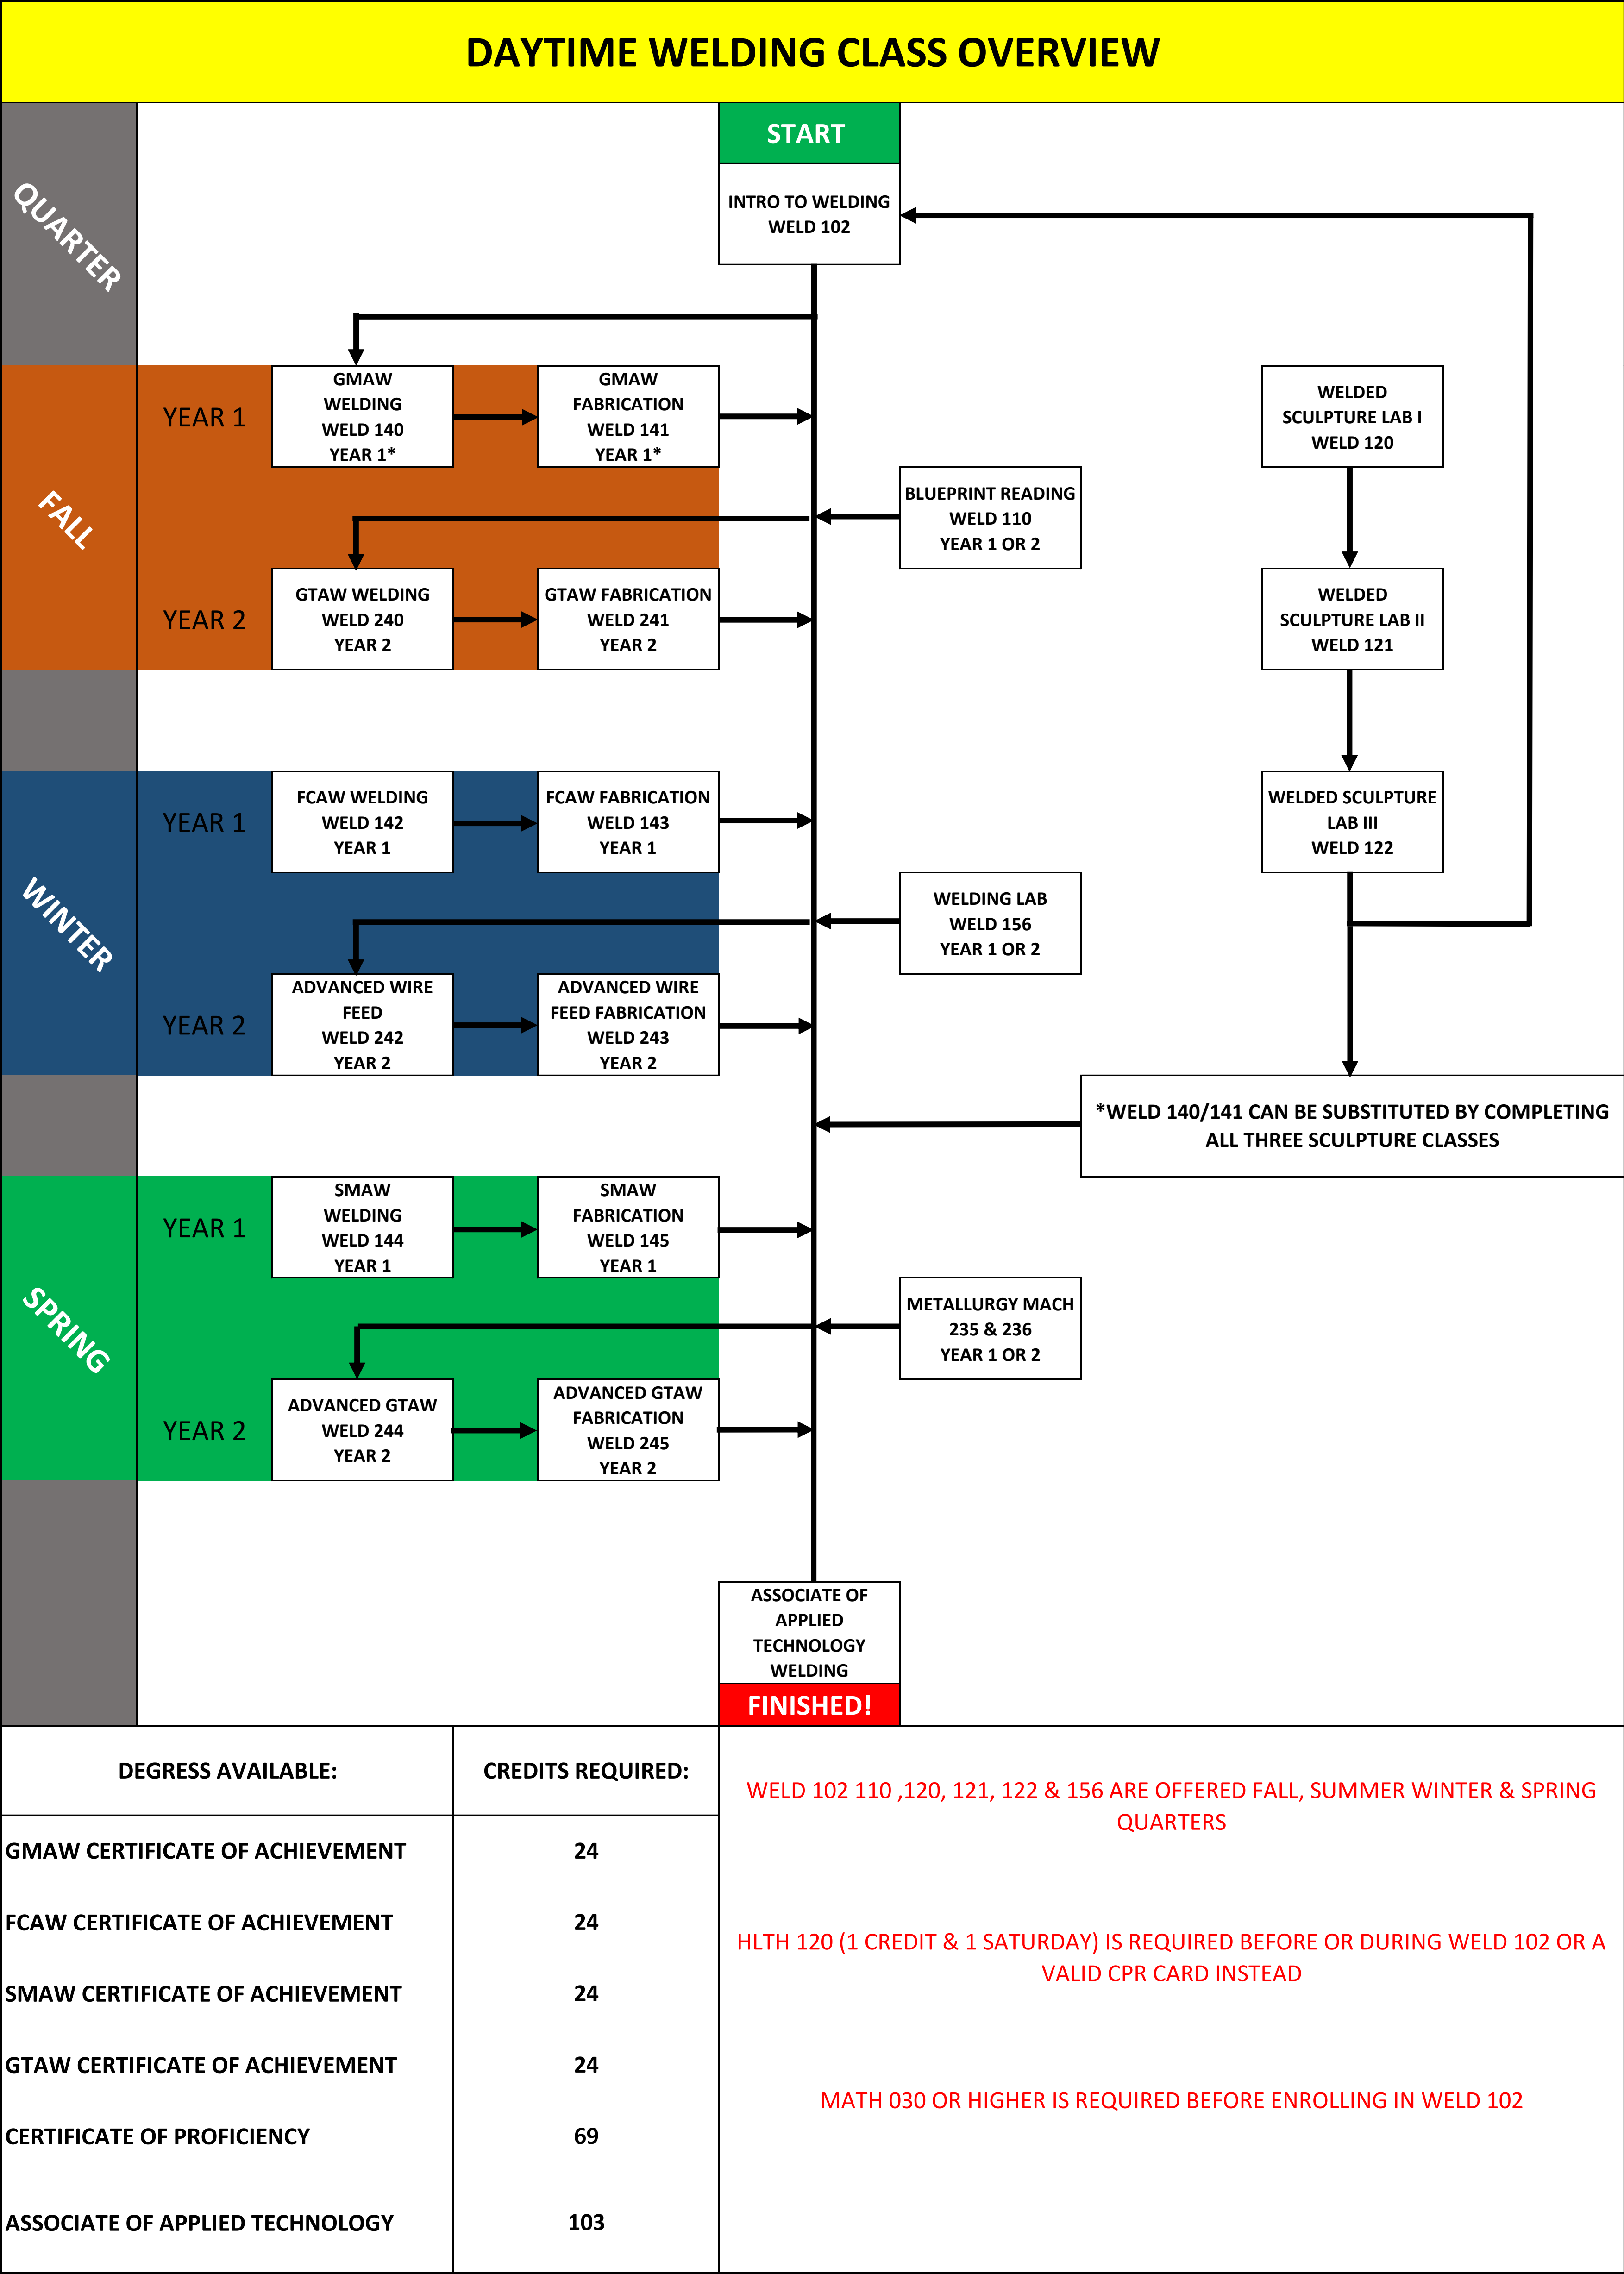 DAYTIME WELDING CLASS OVERVIEW
START
QUARTER
INTRO TO WELDING
WELD 102
FALL
YEAR 1
GMAW
WELDING
WELD 140
YEAR 1*
GMAW
FABRICATION
WELD 141
YEAR 1*
WELDED
SCULPTURE LAB I
WELD 120
BLUEPRINT READING
WELD 110
YEAR 1 OR 2
YEAR 2
GTAW WELDING
WELD 240
YEAR 2
GTAW FABRICATION
WELD 241
YEAR 2
WELDED
SCULPTURE LAB II
WELD 121
WINTER
YEAR 1
FCAW WELDING
WELD 142
YEAR 1
FCAW FABRICATION
WELD 143
YEAR 1
WELDED SCULPTURE
LAB III
WELD 122
WELDING LAB
WELD 156
YEAR 1 OR 2
YEAR 2
ADVANCED WIRE
FEED
WELD 242
YEAR 2
ADVANCED WIRE
FEED FABRICATION
WELD 243
YEAR 2
*WELD 140/141 CAN BE SUBSTITUTED BY COMPLETING
ALL THREE SCULPTURE CLASSES
SPRING
YEAR 1
SMAW
WELDING
WELD 144
YEAR 1
SMAW
FABRICATION
WELD 145
YEAR 1
METALLURGY MACH
235 & 236
YEAR 1 OR 2
YEAR 2
ADVANCED GTAW
WELD 244
YEAR 2
ADVANCED GTAW
FABRICATION
WELD 245
YEAR 2
ASSOCIATE OF
APPLIED
TECHNOLOGY
WELDING
FINISHED!
DEGRESS AVAILABLE:
CREDITS REQUIRED:
GMAW CERTIFICATE OF ACHIEVEMENT
24
FCAW CERTIFICATE OF ACHIEVEMENT
24
SMAW CERTIFICATE OF ACHIEVEMENT
24
GTAW CERTIFICATE OF ACHIEVEMENT
24
CERTIFICATE OF PROFICIENCY
69
ASSOCIATE OF APPLIED TECHNOLOGY
103
WELD 102 110 ,120, 121, 122 & 156 ARE OFFERED FALL, SUMMER WINTER & SPRING
QUARTERS
HLTH 120 (1 CREDIT & 1 SATURDAY) IS REQUIRED BEFORE OR DURING WELD 102 OR A
VALID CPR CARD INSTEAD
MATH 030 OR HIGHER IS REQUIRED BEFORE ENROLLING IN WELD 102